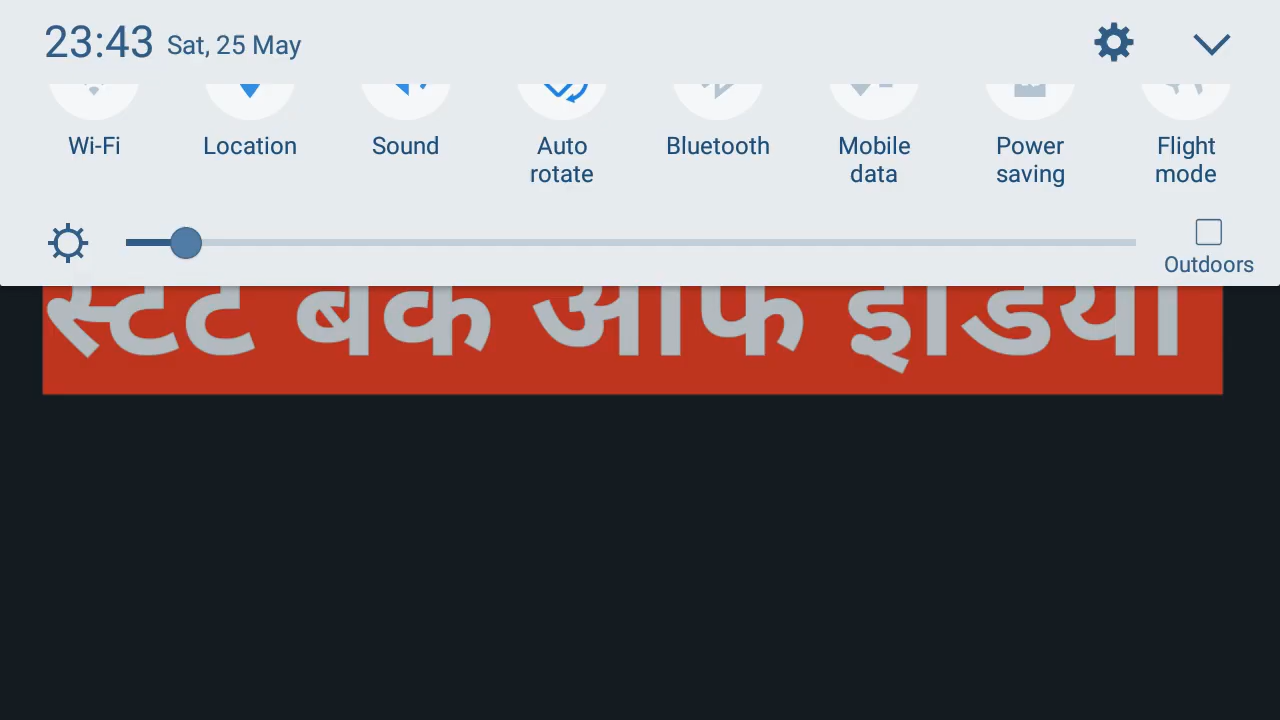 23:43 Sat, 25 May
Wi-Fi Location Sound Auto rotate Bluetooth Mobile data Power saving Flight mode
Outdoors
स्टेट बैंक ऑफ इंडिया